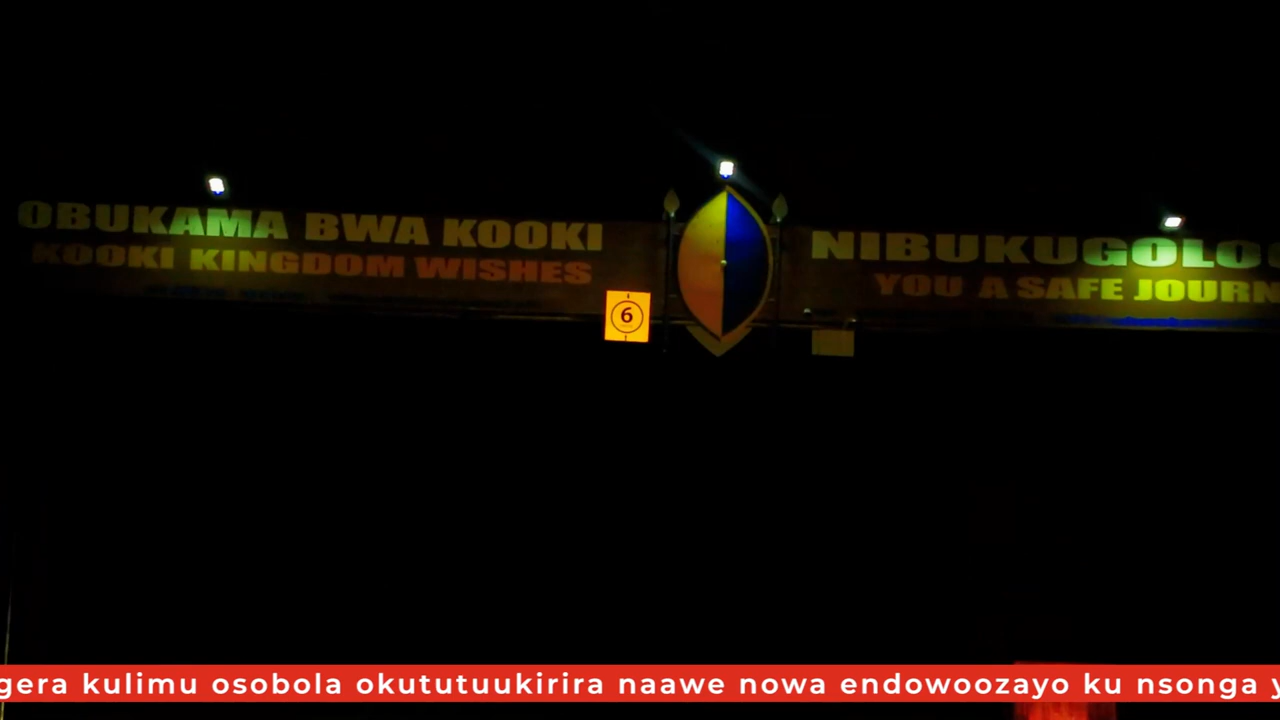 OBUKAMA BWA KOOKI
KOOKI KINGDOM WISHES
6
NIBUKUGOLO
YOU A SAFE JOURN
gera kulimu osobola okututuukirira naawe nowa endowoozayo ku nsonga y